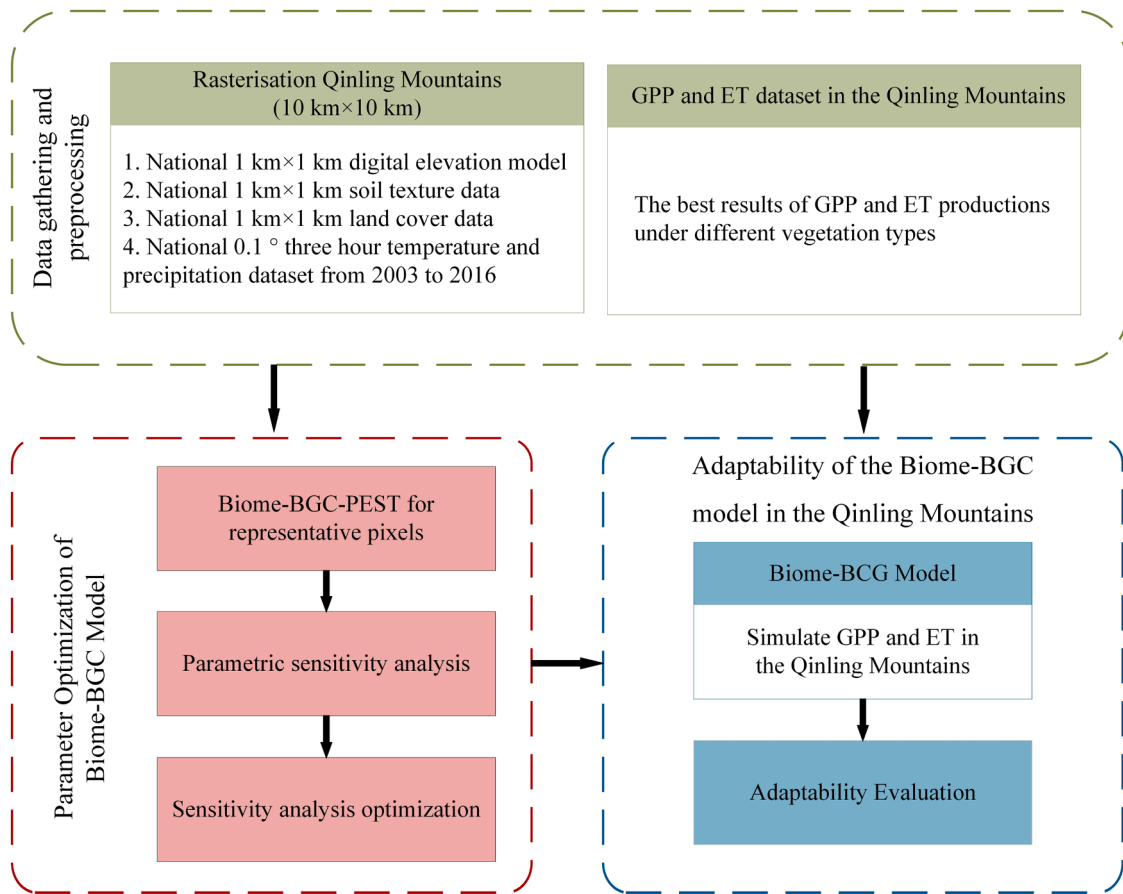 Data gathering and
preprocessing
Rasterisation Qinling Mountains
(10 km×10 km)
1. National 1 km×1 km digital elevation model
2. National 1 km×1 km soil texture data
3. National 1 km×1 km land cover data
4. National 0.1 ° three hour temperature and
precipitation dataset from 2003 to 2016
GPP and ET dataset in the Qinling Mountains
The best results of GPP and ET productions
under different vegetation types
Parameter Optimization of
Biome-BGC Model
Biome-BGC-PEST for
representative pixels
Parametric sensitivity analysis
Sensitivity analysis optimization
Adaptability of the Biome-BGC
model in the Qinling Mountains
Biome-BCG Model
Simulate GPP and ET in
the Qinling Mountains
Adaptability Evaluation